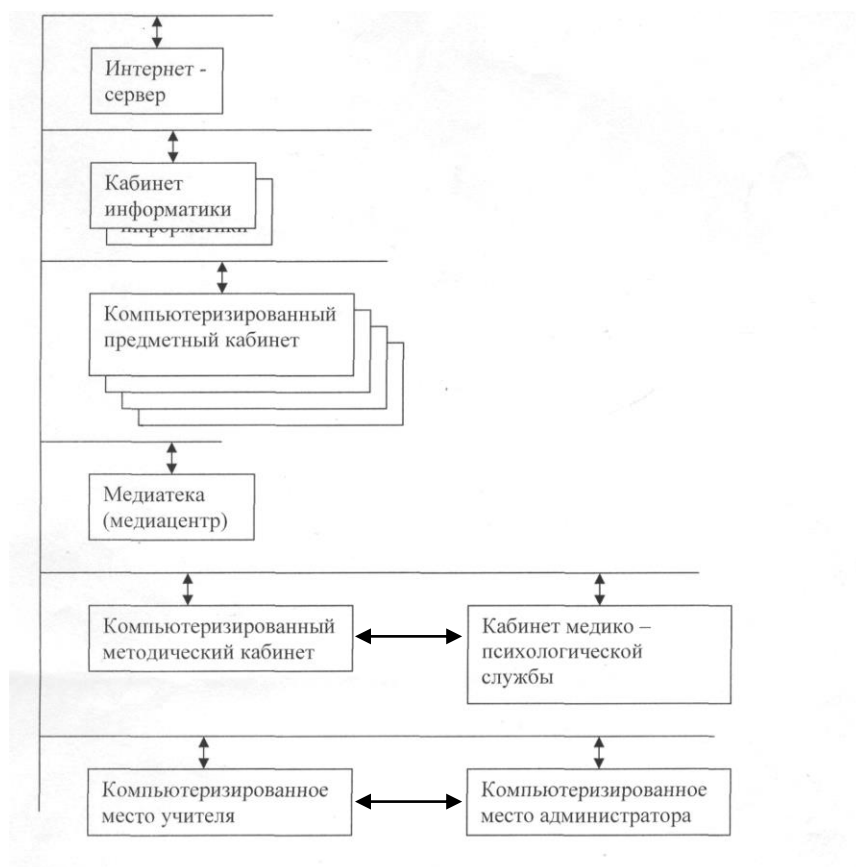 Интернет -
сервер
Кабинет
информатики
информатики
Компьютеризированный
предметный кабинет
Медиатека
(медиацентр)
Компьютеризированный
методический кабинет
Кабинет медико –
психологической
службы
Компьютеризированное
место учителя
Компьютеризированное
место администратора